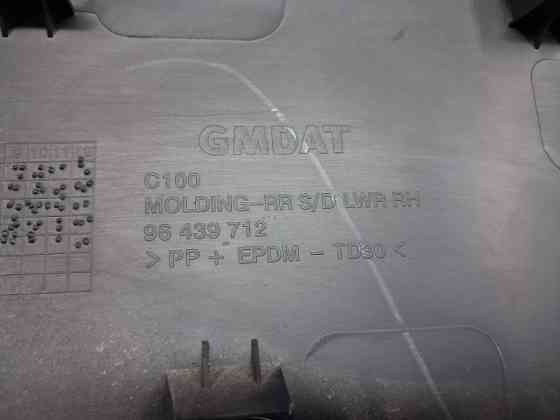 GMDAT
C100
MOLDING-RR S/D LWR RH
96 439 712
> PP + EPDM - TD30 <